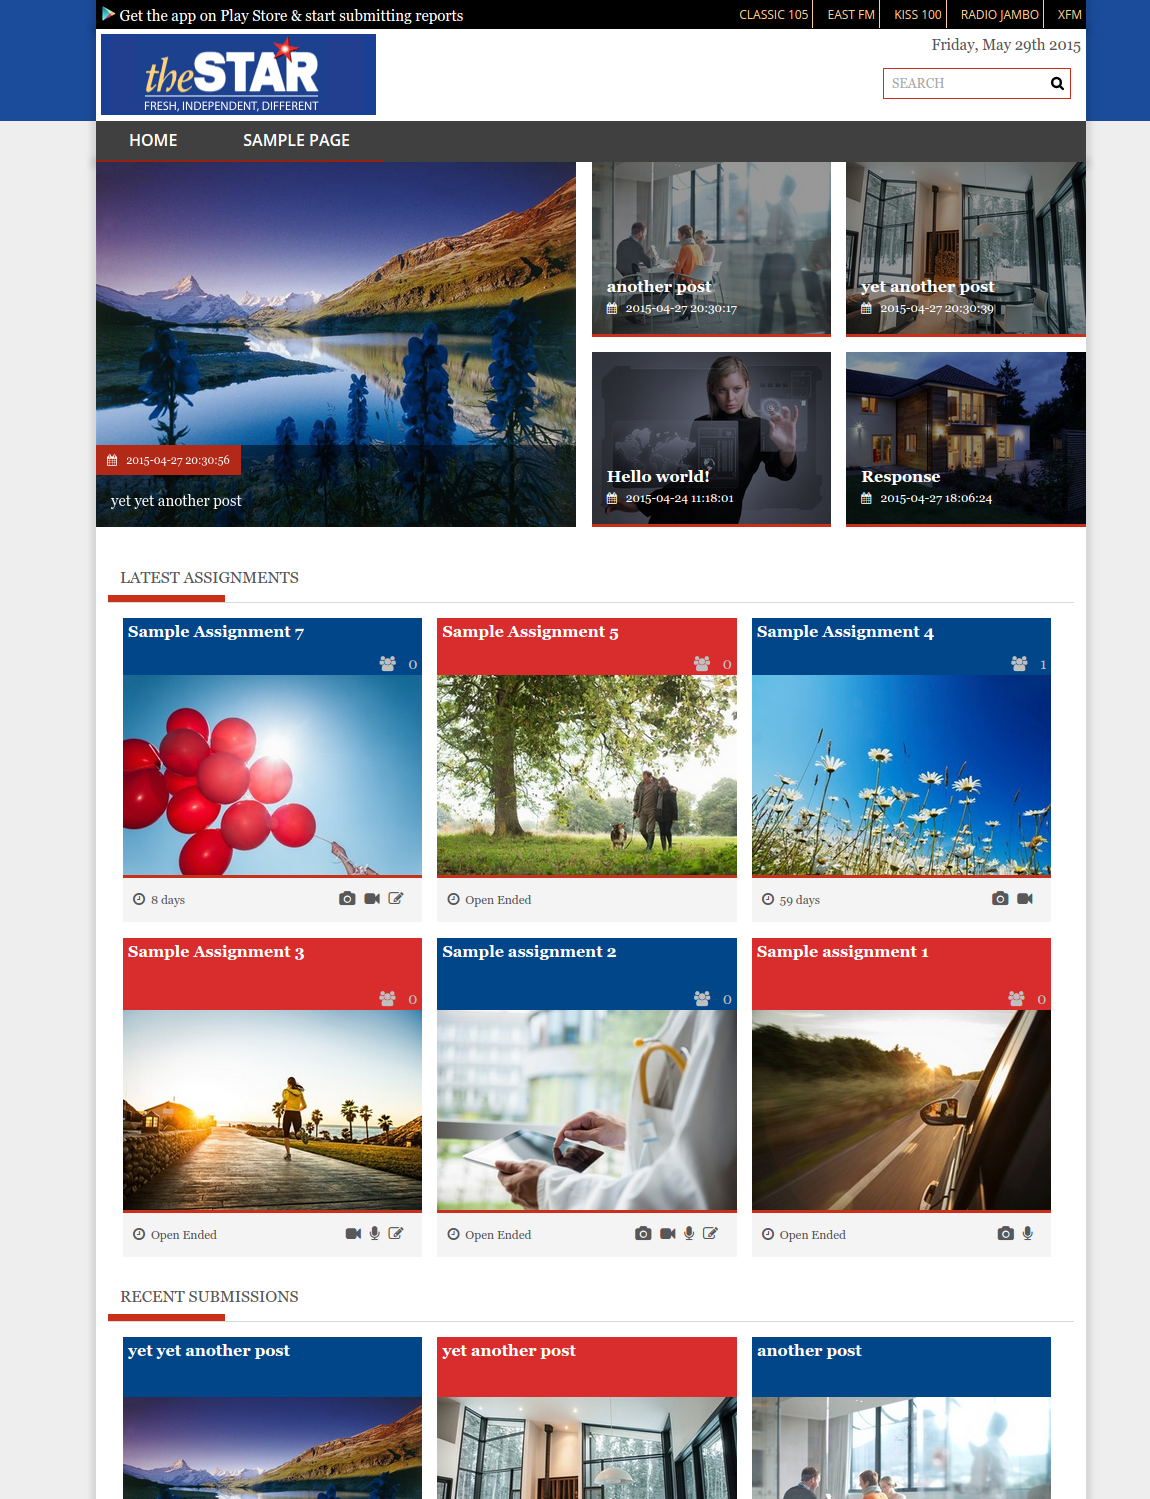 Get the app on Play Store & start submitting reports
CLASSIC 105 EAST FM KISS 100 RADIO JAMBO XFM
Friday, May 29th 2015
theSTAR
FRESH, INDEPENDENT, DIFFERENT
SEARCH
HOME SAMPLE PAGE
2015-04-27 20:30:56
yet yet another post
another post
2015-04-27 20:30:17
yet another post
2015-04-27 20:30:39
Hello world!
2015-04-24 11:18:01
Response
2015-04-27 18:06:24
LATEST ASSIGNMENTS
Sample Assignment 7
0
8 days
Sample Assignment 5
0
Open Ended
Sample Assignment 4
1
59 days
Sample Assignment 3
0
Open Ended
Sample assignment 2
0
Open Ended
Sample assignment 1
0
Open Ended
RECENT SUBMISSIONS
yet yet another post
yet another post
another post